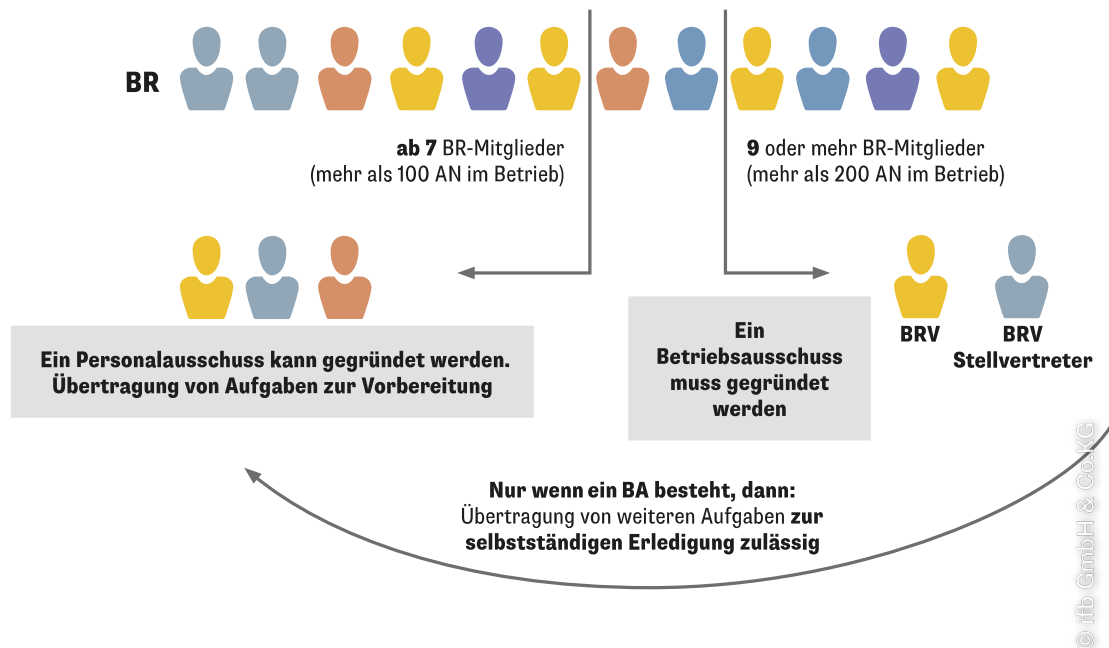 BR
ab 7 BR-Mitglieder
(mehr als 100 AN im Betrieb)
9 oder mehr BR-Mitglieder
(mehr als 200 AN im Betrieb)
Ein Personalausschuss kann gegründet werden.
Übertragung von Aufgaben zur Vorbereitung
Ein
Betriebsausschuss
muss gegründet
werden
BRV
BRV
Stellvertreter
Nur wenn ein BA besteht, dann:
Übertragung von weiteren Aufgaben zur
selbstständigen Erledigung zulässig
© ifb GmbH & Co.KG